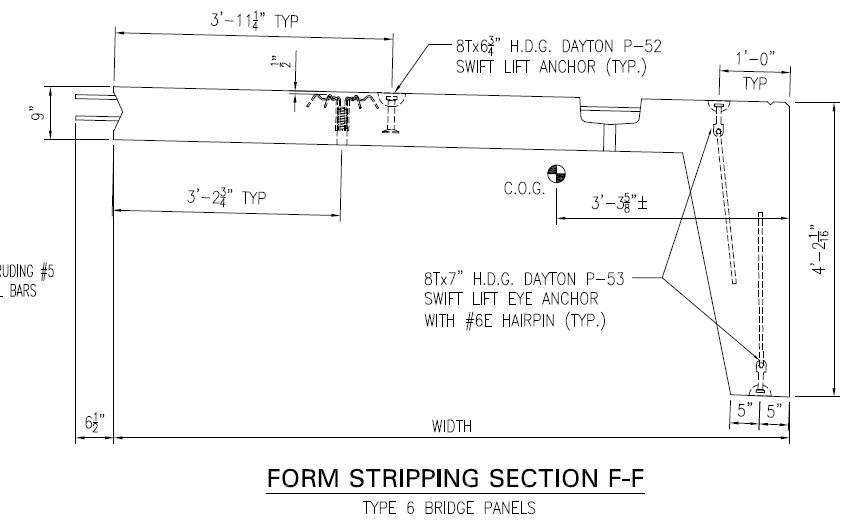 3'-11¼" TYP
1½"
8Tx6¾" H.D.G. DAYTON P-52
SWIFT LIFT ANCHOR (TYP.)
1'-0"
TYP
9"
C.O.G.
3'-2¾" TYP
3'-3⅝"±
4'-2 1/16"
RUDING #5
BARS
8Tx7" H.D.G. DAYTON P-53
SWIFT LIFT EYE ANCHOR
WITH #6E HAIRPIN (TYP.)
6½"
WIDTH
5" 5"
FORM STRIPPING SECTION F-F
TYPE 6 BRIDGE PANELS